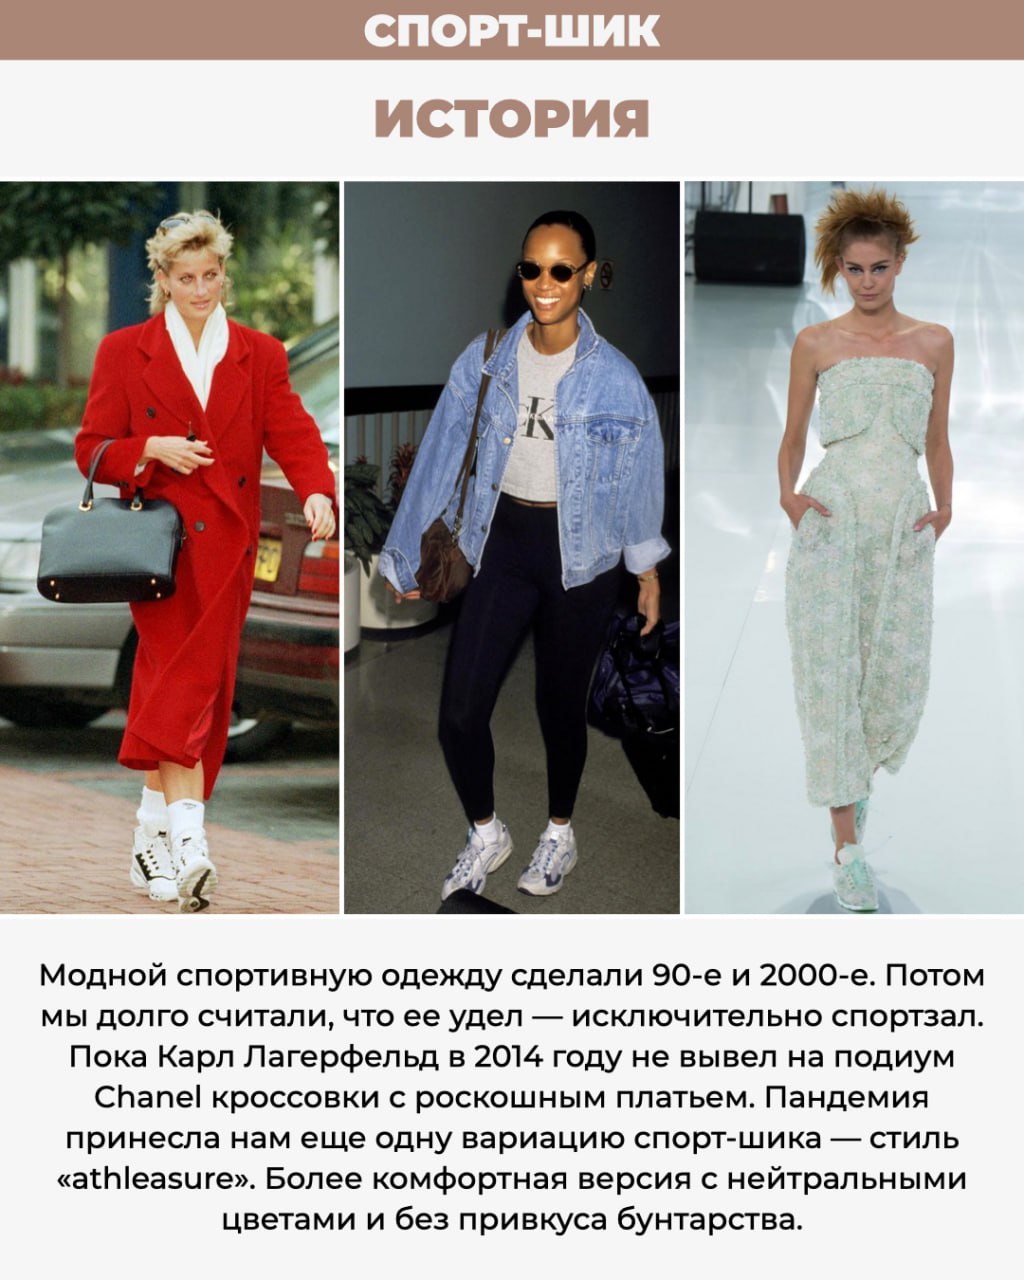 СПОРТ-ШИК
ИСТОРИЯ
CK
Модной спортивную одежду сделали 90-е и 2000-е. Потом
мы долго считали, что ее удел — исключительно спортзал.
Пока Карл Лагерфельд в 2014 году не вывел на подиум
Chanel кроссовки с роскошным платьем. Пандемия
принесла нам еще одну вариацию спорт-шика — стиль
«athleasure». Более комфортная версия с нейтральными
цветами и без привкуса бунтарства.